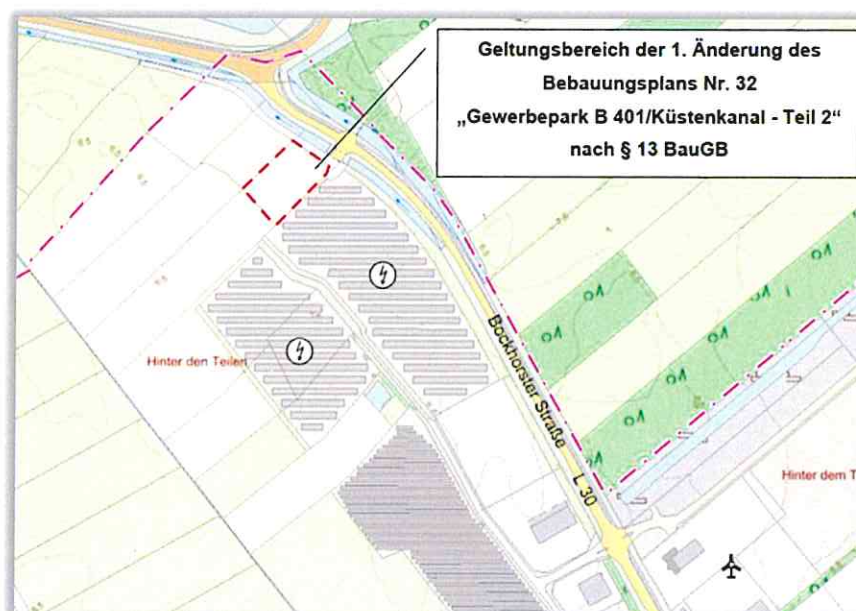 Geltungsbereich der 1. Änderung des
Bebauungsplans Nr. 32
„Gewerbepark B 401/Küstenkanal - Teil 2“
nach § 13 BauGB
Hinter den Teilen
Bockhorster Straße
L 30
Hinter dem T